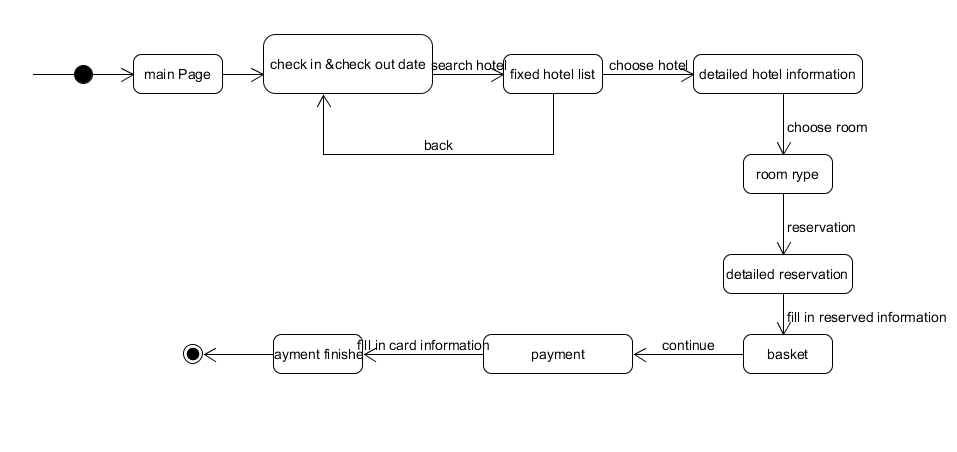 main Page
check in &check out date
search hotel
fixed hotel list
choose hotel
detailed hotel information
back
choose room
room rype
reservation
detailed reservation
fill in reserved information
basket
continue
payment
fill in card information
ayment finishe